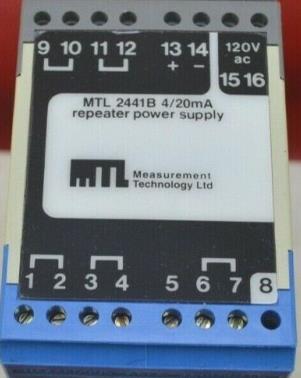 9 10 11 12 13 14 120V
+ − ac
15 16
MTL 2441B 4/20mA
repeater power supply
MTL Measurement
Technology Ltd
1 2 3 4 5 6 7 8